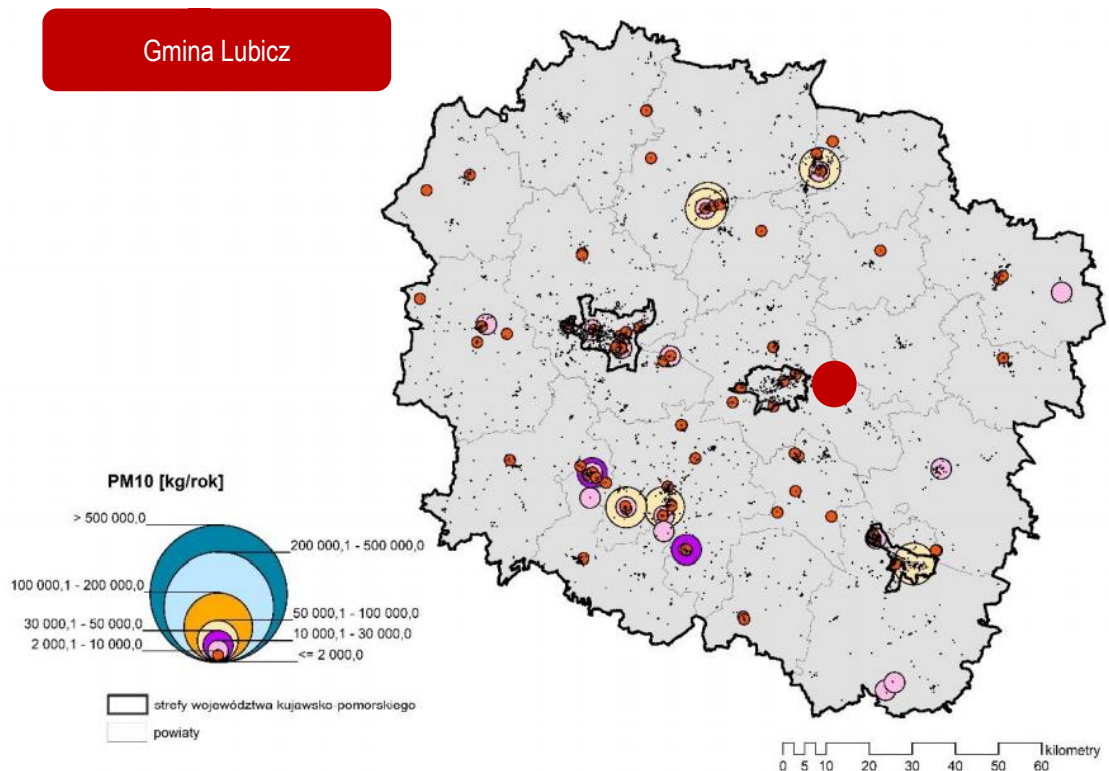 Gmina Lubicz
PM10 [kg/rok]
> 500 000,0
200 000,1 - 500 000,0
100 000,1 - 200 000,0
50 000,1 - 100 000,0
30 000,1 - 50 000,0
10 000,1 - 30 000,0
2 000,1 - 10 000,0
<= 2 000,0
strefy województwa kujawsko-pomorskiego
powiaty
kilometry
0 5 10 20 30 40 50 60